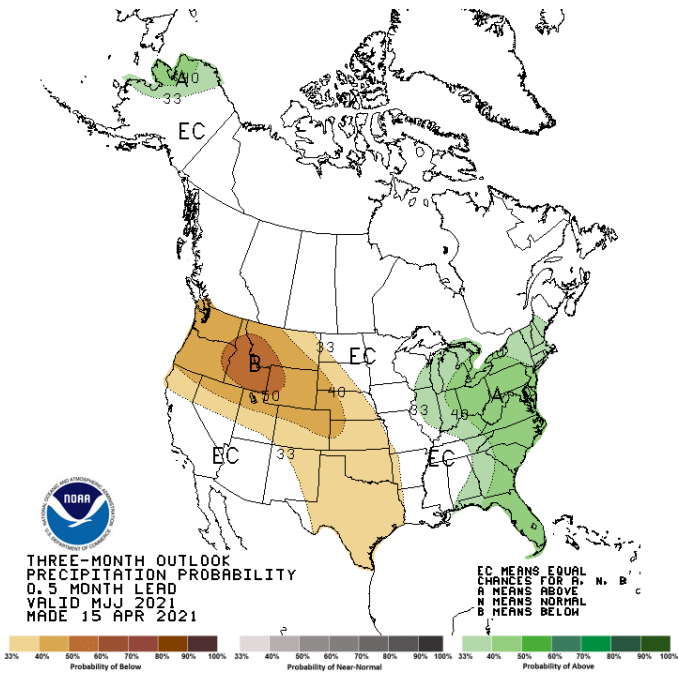 A40
33
EC
33
EC
B
40
50
A
33
40
EC
EC
33
NATIONAL OCEANIC AND ATMOSPHERIC ADMINISTRATION
NOAA
U.S. DEPARTMENT OF COMMERCE
THREE-MONTH OUTLOOK
PRECIPITATION PROBABILITY
0.5 MONTH LEAD
VALID MJJ 2021
MADE 15 APR 2021
EC MEANS EQUAL
CHANCES FOR A, N, B
A MEANS ABOVE
N MEANS NORMAL
B MEANS BELOW
33% 40% 50% 60% 70% 80% 90% 100%
Probability of Below
33% 40% 50% 60% 70% 80% 90% 100%
Probability of Near-Normal
33% 40% 50% 60% 70% 80% 90% 100%
Probability of Above